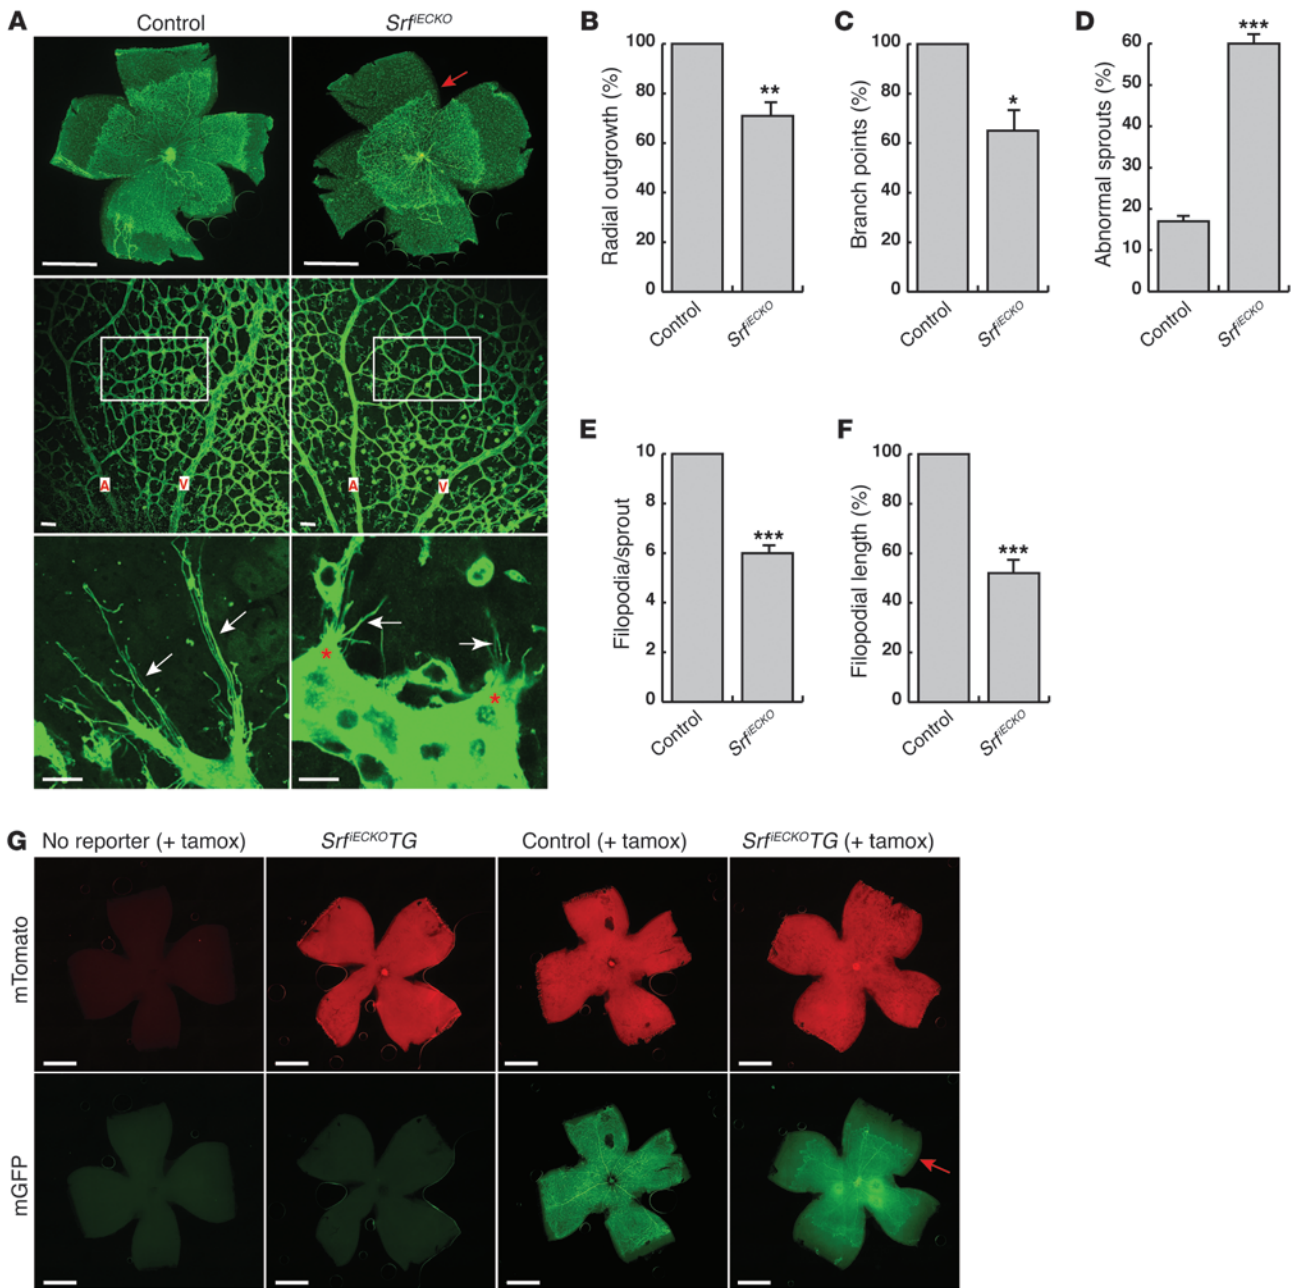 A
Control
Srf^iECKO
A
V
A
V
*
*
B
Radial outgrowth (%)
100
80
60
40
20
0
**
Control
Srf^iECKO
C
Branch points (%)
100
80
60
40
20
0
*
Control
Srf^iECKO
D
Abnormal sprouts (%)
60
50
40
30
20
10
0
***
Control
Srf^iECKO
E
Filopodia/sprout
10
8
6
4
2
0
***
Control
Srf^iECKO
F
Filopodial length (%)
100
80
60
40
20
0
***
Control
Srf^iECKO
G
No reporter (+ tamox)
Srf^iECKO TG
Control (+ tamox)
Srf^iECKO TG (+ tamox)
mTomato
mGFP